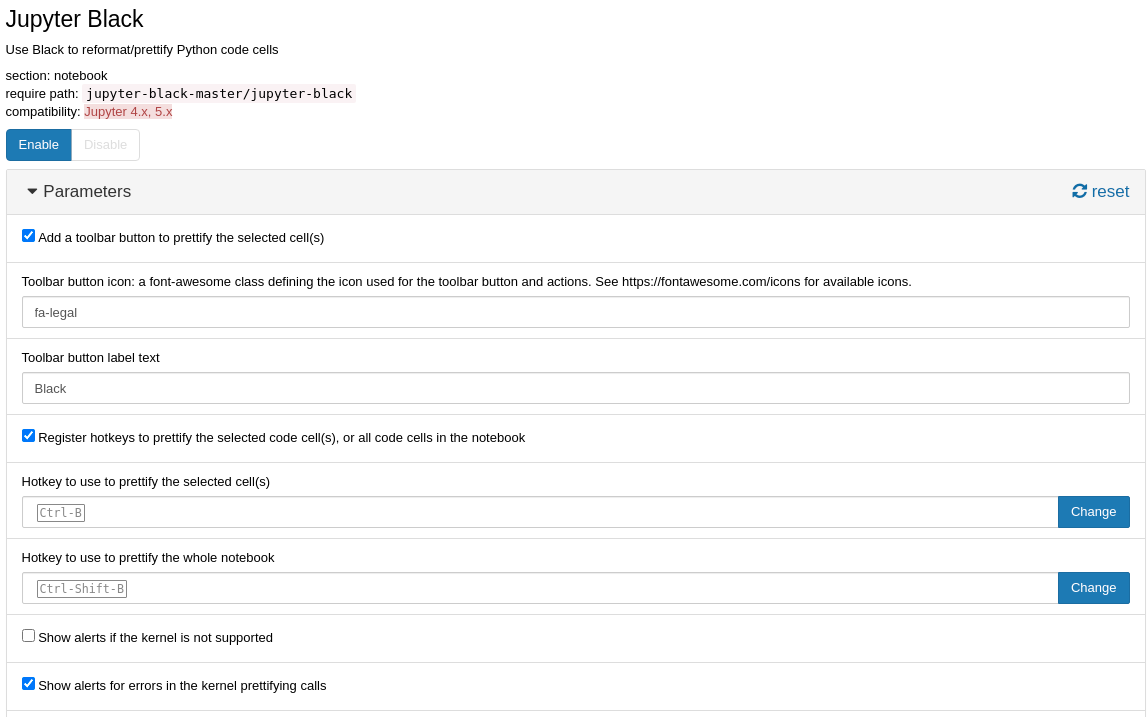 Jupyter Black
Use Black to reformat/prettify Python code cells
section: notebook
require path: jupyter-black-master/jupyter-black
compatibility: Jupyter 4.x, 5.x
Enable Disable
Parameters reset
Add a toolbar button to prettify the selected cell(s)
Toolbar button icon: a font-awesome class defining the icon used for the toolbar button and actions. See https://fontawesome.com/icons for available icons.
fa-legal
Toolbar button label text
Black
Register hotkeys to prettify the selected code cell(s), or all code cells in the notebook
Hotkey to use to prettify the selected cell(s)
Ctrl-B Change
Hotkey to use to prettify the whole notebook
Ctrl-Shift-B Change
Show alerts if the kernel is not supported
Show alerts for errors in the kernel prettifying calls